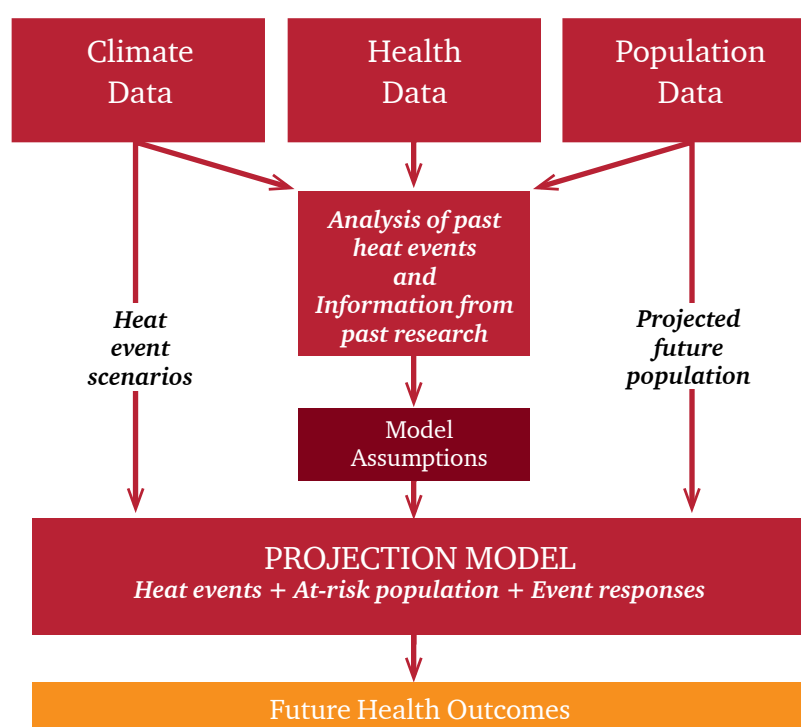 Climate
Data
Health
Data
Population
Data
Analysis of past
heat events
and
Information from
past research
Heat
event
scenarios
Projected
future
population
Model
Assumptions
PROJECTION MODEL
Heat events + At-risk population + Event responses
Future Health Outcomes